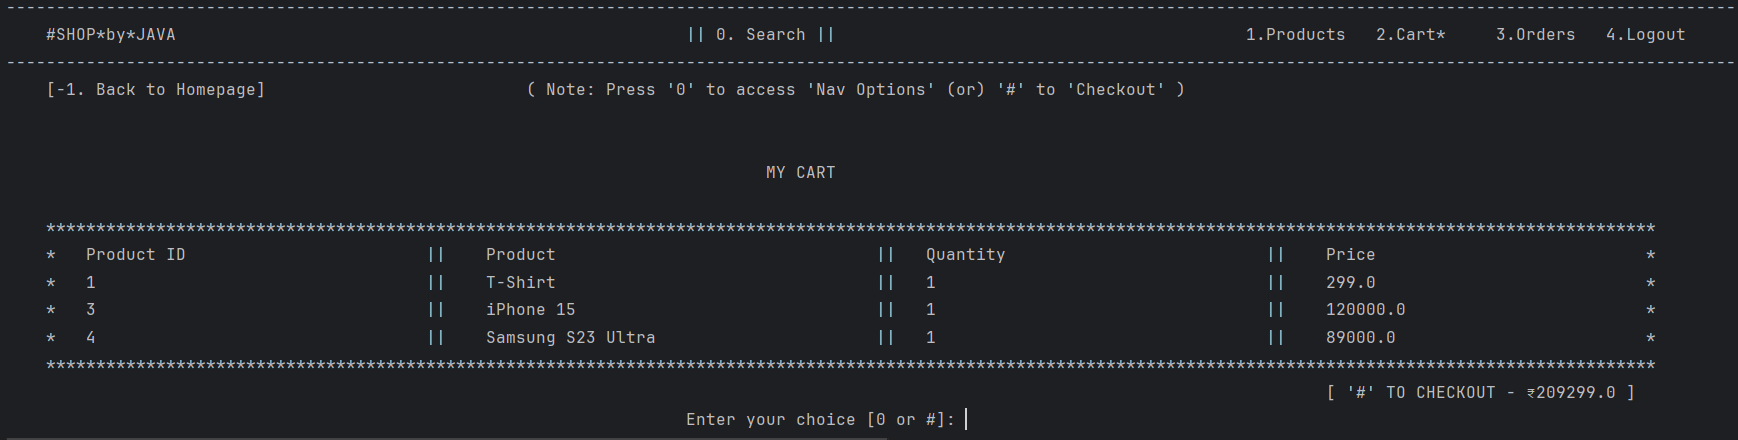 #SHOP*by*JAVA || 0. Search || 1.Products 2.Cart* 3.Orders 4.Logout
[-1. Back to Homepage] ( Note: Press '0' to access 'Nav Options' (or) '#' to 'Checkout' )
MY CART
* Product ID || Product || Quantity || Price *
* 1 || T-Shirt || 1 || 299.0 *
* 3 || iPhone 15 || 1 || 120000.0 *
* 4 || Samsung S23 Ultra || 1 || 89000.0 *
[ '#' TO CHECKOUT - ₹209299.0 ]
Enter your choice [0 or #]: